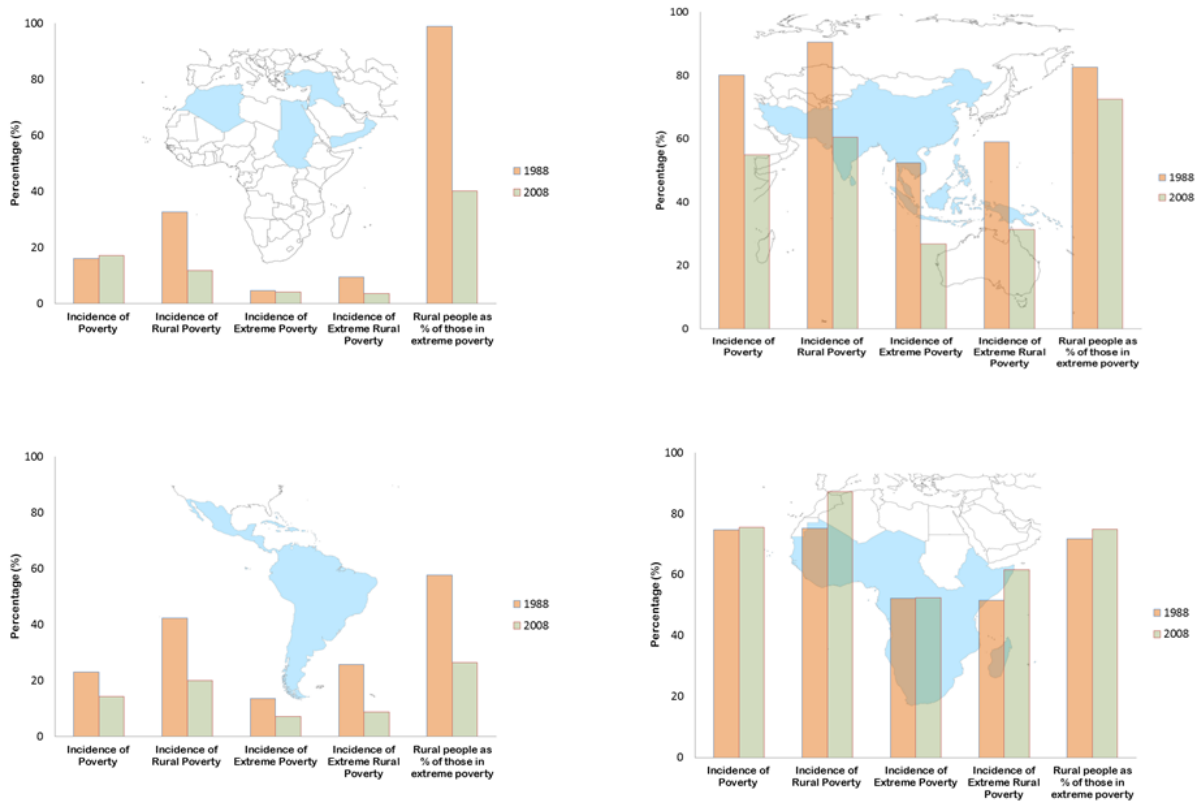 100
80
60
40
20
0
Percentage (%)
Incidence of
Poverty
Incidence of
Rural Poverty
Incidence of
Extreme Poverty
Incidence of
Extreme Rural
Poverty
Rural people as
% of those in
extreme poverty
1988
2008
100
80
60
40
20
0
Percentage (%)
Incidence of
Poverty
Incidence of
Rural Poverty
Incidence of
Extreme Poverty
Incidence of
Extreme Rural
Poverty
Rural people as
% of those in
extreme poverty
1988
2008
100
80
60
40
20
0
Percentage (%)
Incidence of
Poverty
Incidence of
Rural Poverty
Incidence of
Extreme Poverty
Incidence of
Extreme Rural
Poverty
Rural people as
% of those in
extreme poverty
1988
2008
100
80
60
40
20
0
Percentage (%)
Incidence of
Poverty
Incidence of
Rural Poverty
Incidence of
Extreme Poverty
Incidence of
Extreme Rural
Poverty
Rural people as
% of those in
extreme poverty
1988
2008